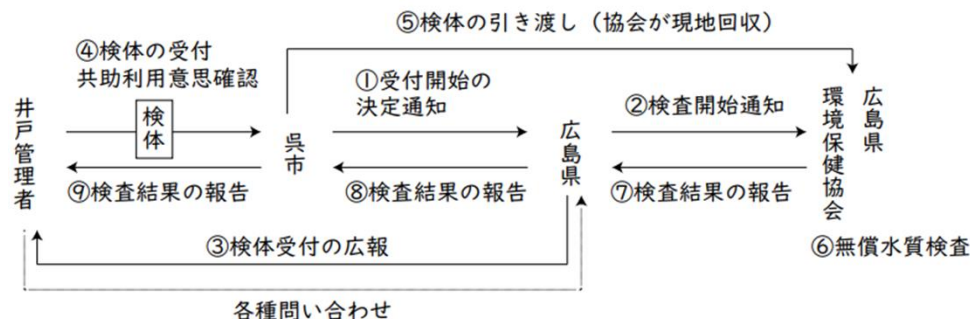 ⑤検体の引き渡し（協会が現地回収）
④検体の受付
共助利用意思確認
①受付開始の
決定通知
②検査開始通知
井戸管理者
検体
呉市
広島県
広島県
環境保健協会
⑨検査結果の報告
⑧検査結果の報告
⑦検査結果の報告
③検体受付の広報
⑥無償水質検査
各種問い合わせ